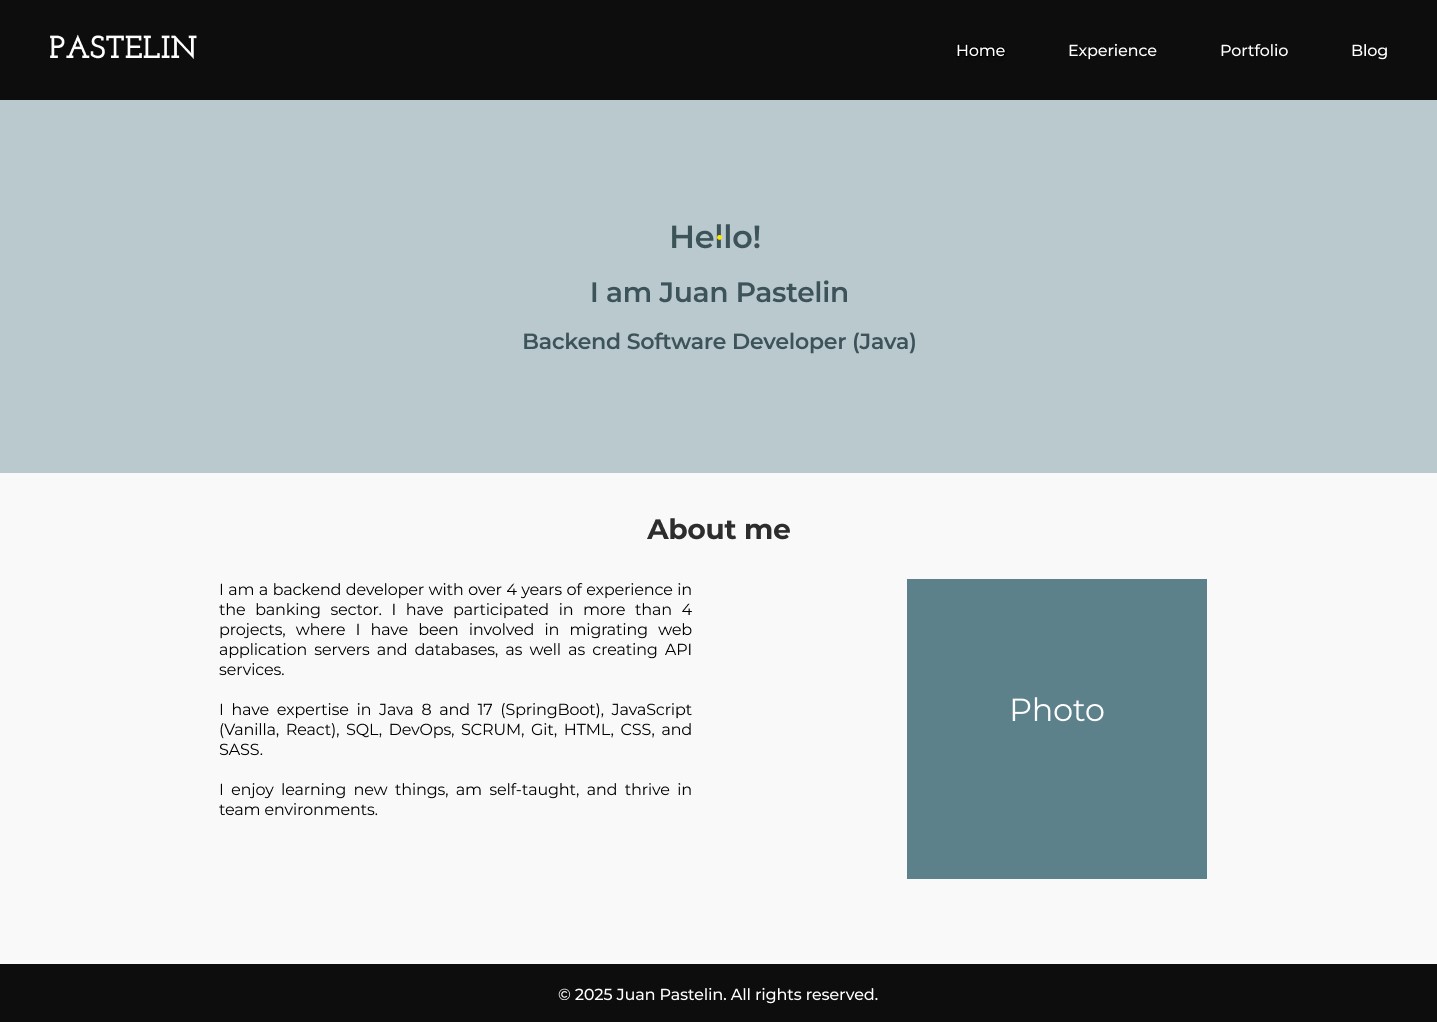 PASTELIN
Home
Experience
Portfolio
Blog
Hello!
I am Juan Pastelin
Backend Software Developer (Java)
About me
I am a backend developer with over 4 years of experience in
the banking sector. I have participated in more than 4
projects, where I have been involved in migrating web
application servers and databases, as well as creating API
services.
I have expertise in Java 8 and 17 (SpringBoot), JavaScript
(Vanilla, React), SQL, DevOps, SCRUM, Git, HTML, CSS, and
SASS.
I enjoy learning new things, am self-taught, and thrive in
team environments.
Photo
© 2025 Juan Pastelin. All rights reserved.